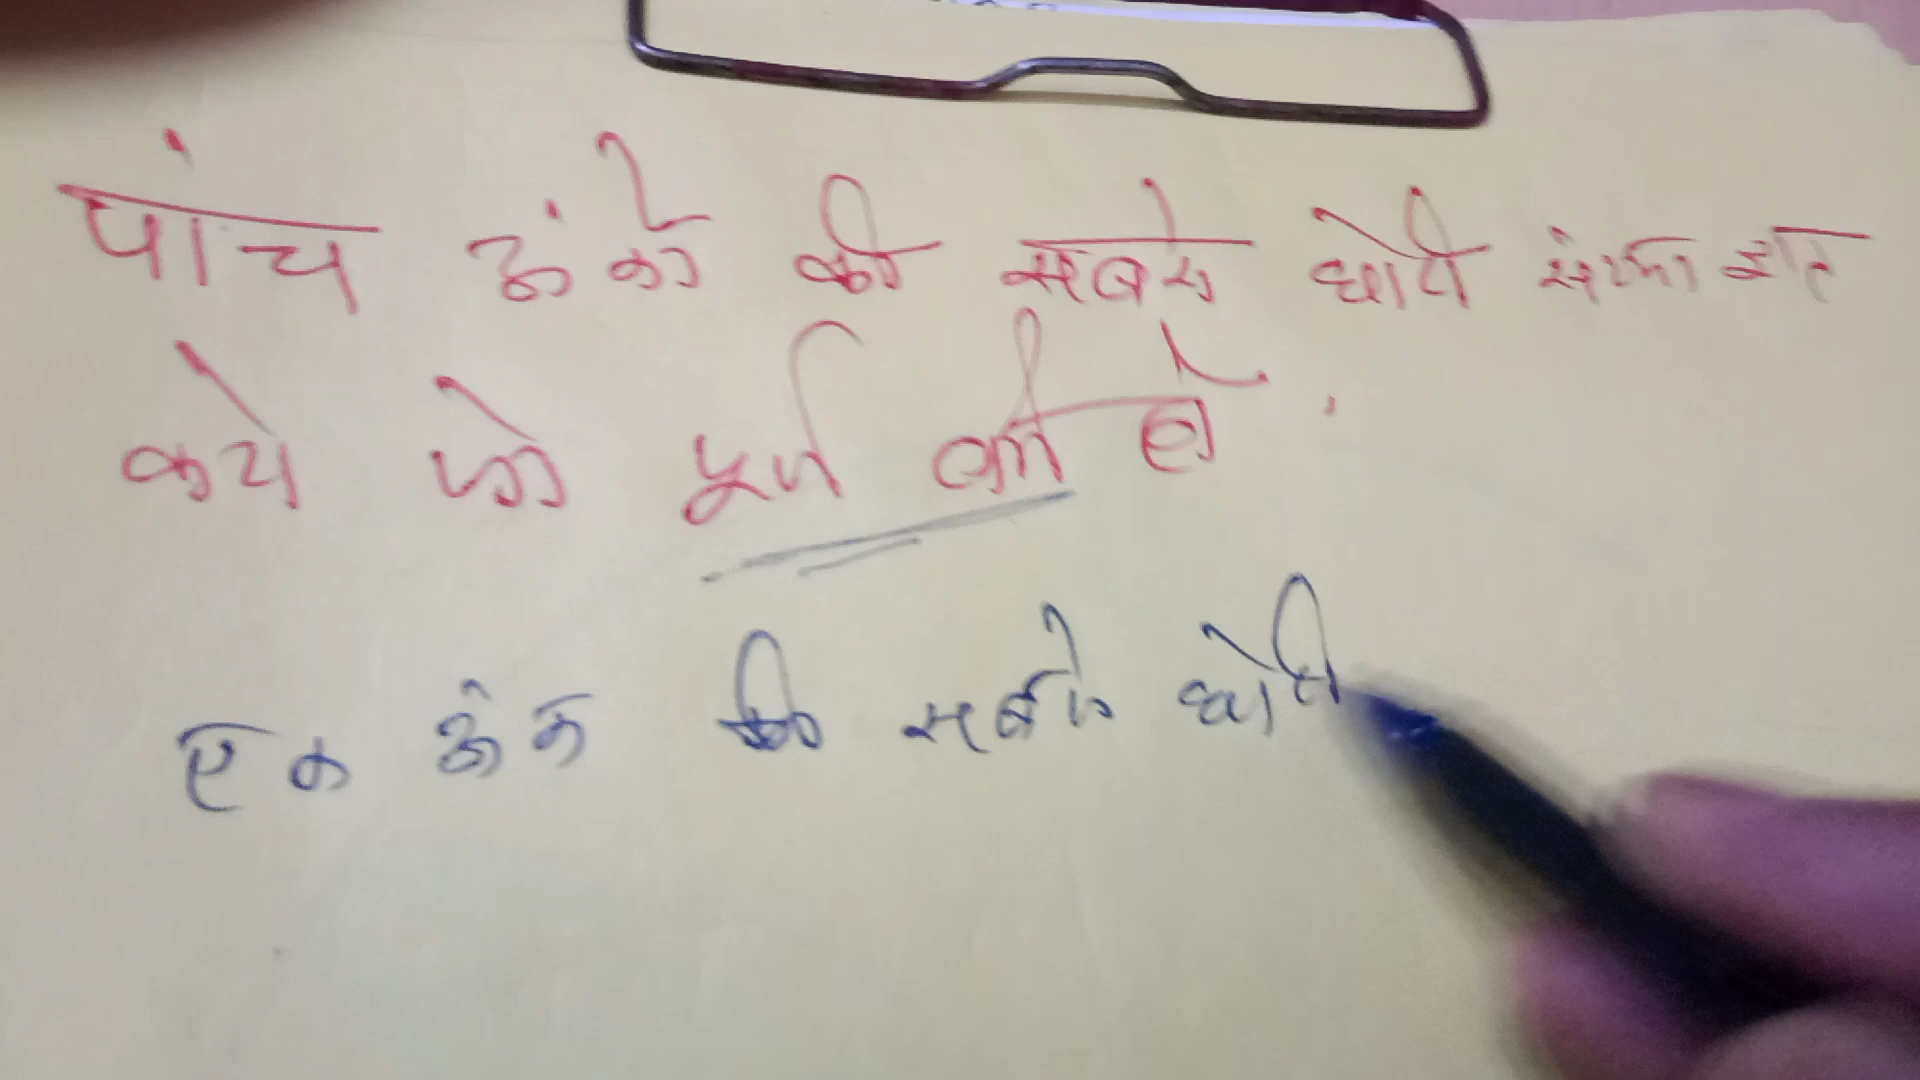 पांच अंको की सबसे छोटी संख्या ज्ञात
करो जो पूर्ण वर्ग हो
एक अंक की सबसे छोटी